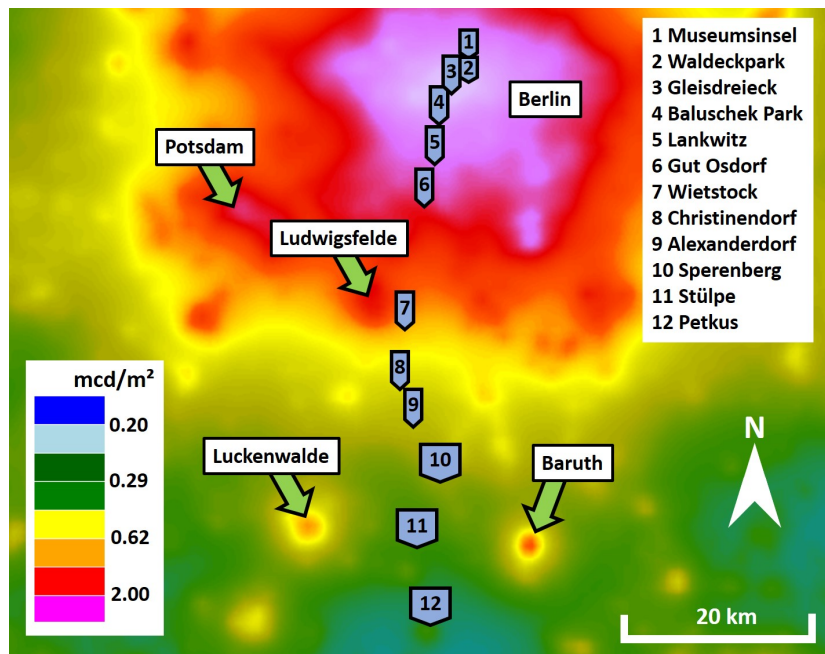 1 Museumsinsel
2 Waldeckpark
3 Gleisdreieck
4 Baluschek Park
5 Lankwitz
6 Gut Osdorf
7 Wietstock
8 Christinendorf
9 Alexanderdorf
10 Sperenberg
11 Stülpe
12 Petkus
1
2
3
4
5
6
7
8
9
10
11
12
Berlin
Potsdam
Ludwigsfelde
Luckenwalde
Baruth
mcd/m²
0.20
0.29
0.62
2.00
N
20 km